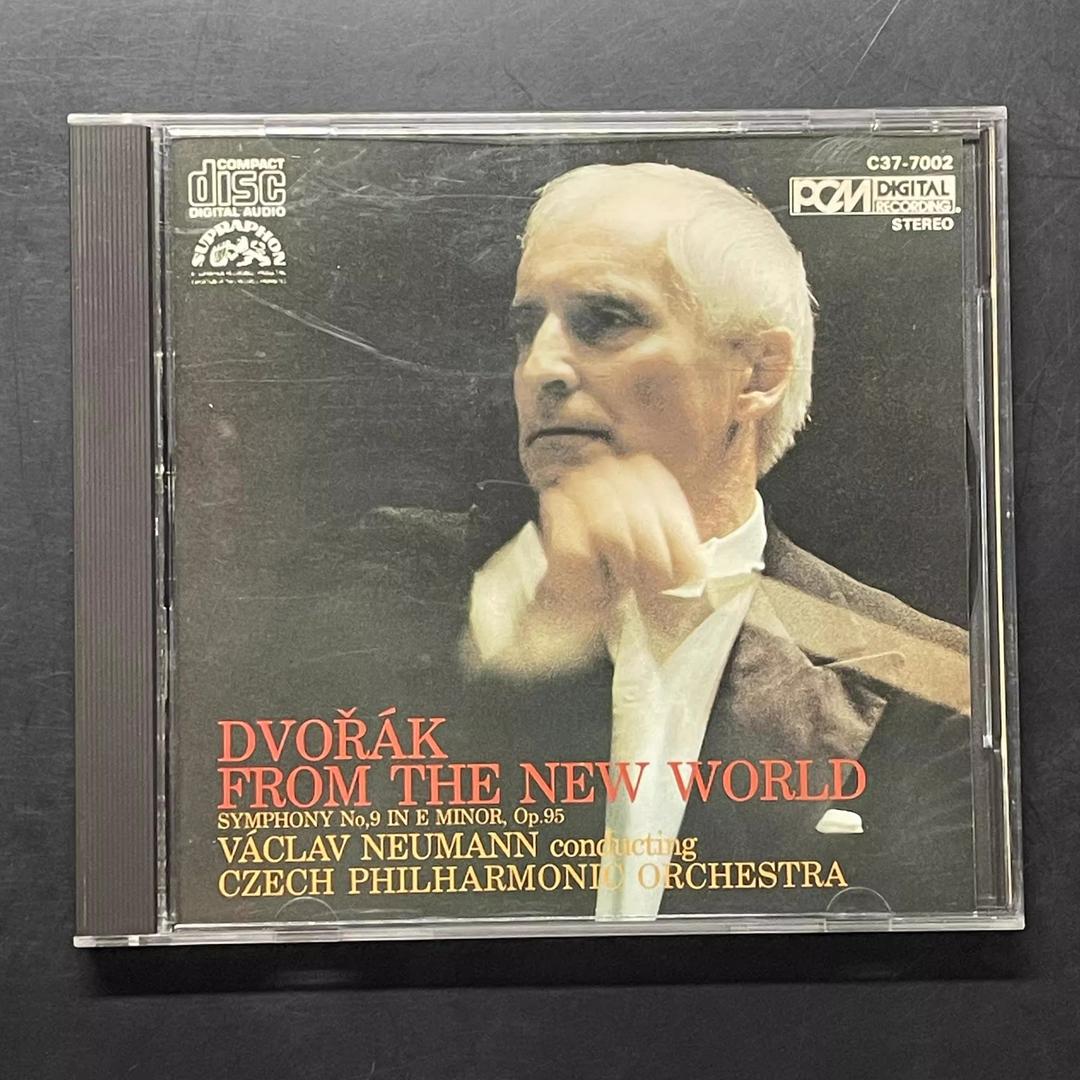 COMPACT
disc
DIGITAL AUDIO
SUPRAPHON
C37-7002
PCM DIGITAL
RECORDING
STEREO
DVOŘÁK
FROM THE NEW WORLD
SYMPHONY No,9 IN E MINOR, Op.95
VÁCLAV NEUMANN conducting
CZECH PHILHARMONIC ORCHESTRA